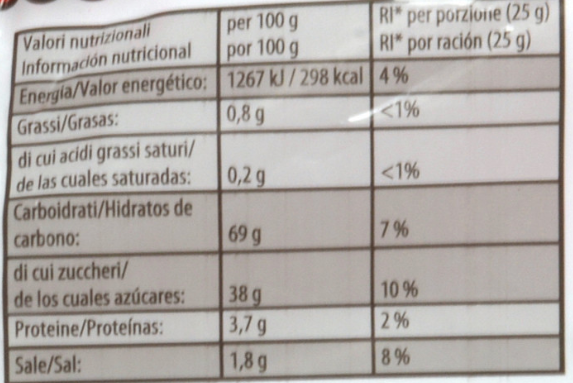 Valori nutrizionali per 100 g RI* per porzione (25 g)
Información nutricional por 100 g RI* por ración (25 g)
Energia/Valor energético: 1267 kJ / 298 kcal 4 %
Grassi/Grasas: 0,8 g <1%
di cui acidi grassi saturi/
de las cuales saturadas: 0,2 g <1%
Carboidrati/Hidratos de
carbono: 69 g 7 %
di cui zuccheri/
de los cuales azúcares: 38 g 10 %
Proteine/Proteínas: 3,7 g 2 %
Sale/Sal: 1,8 g 8 %